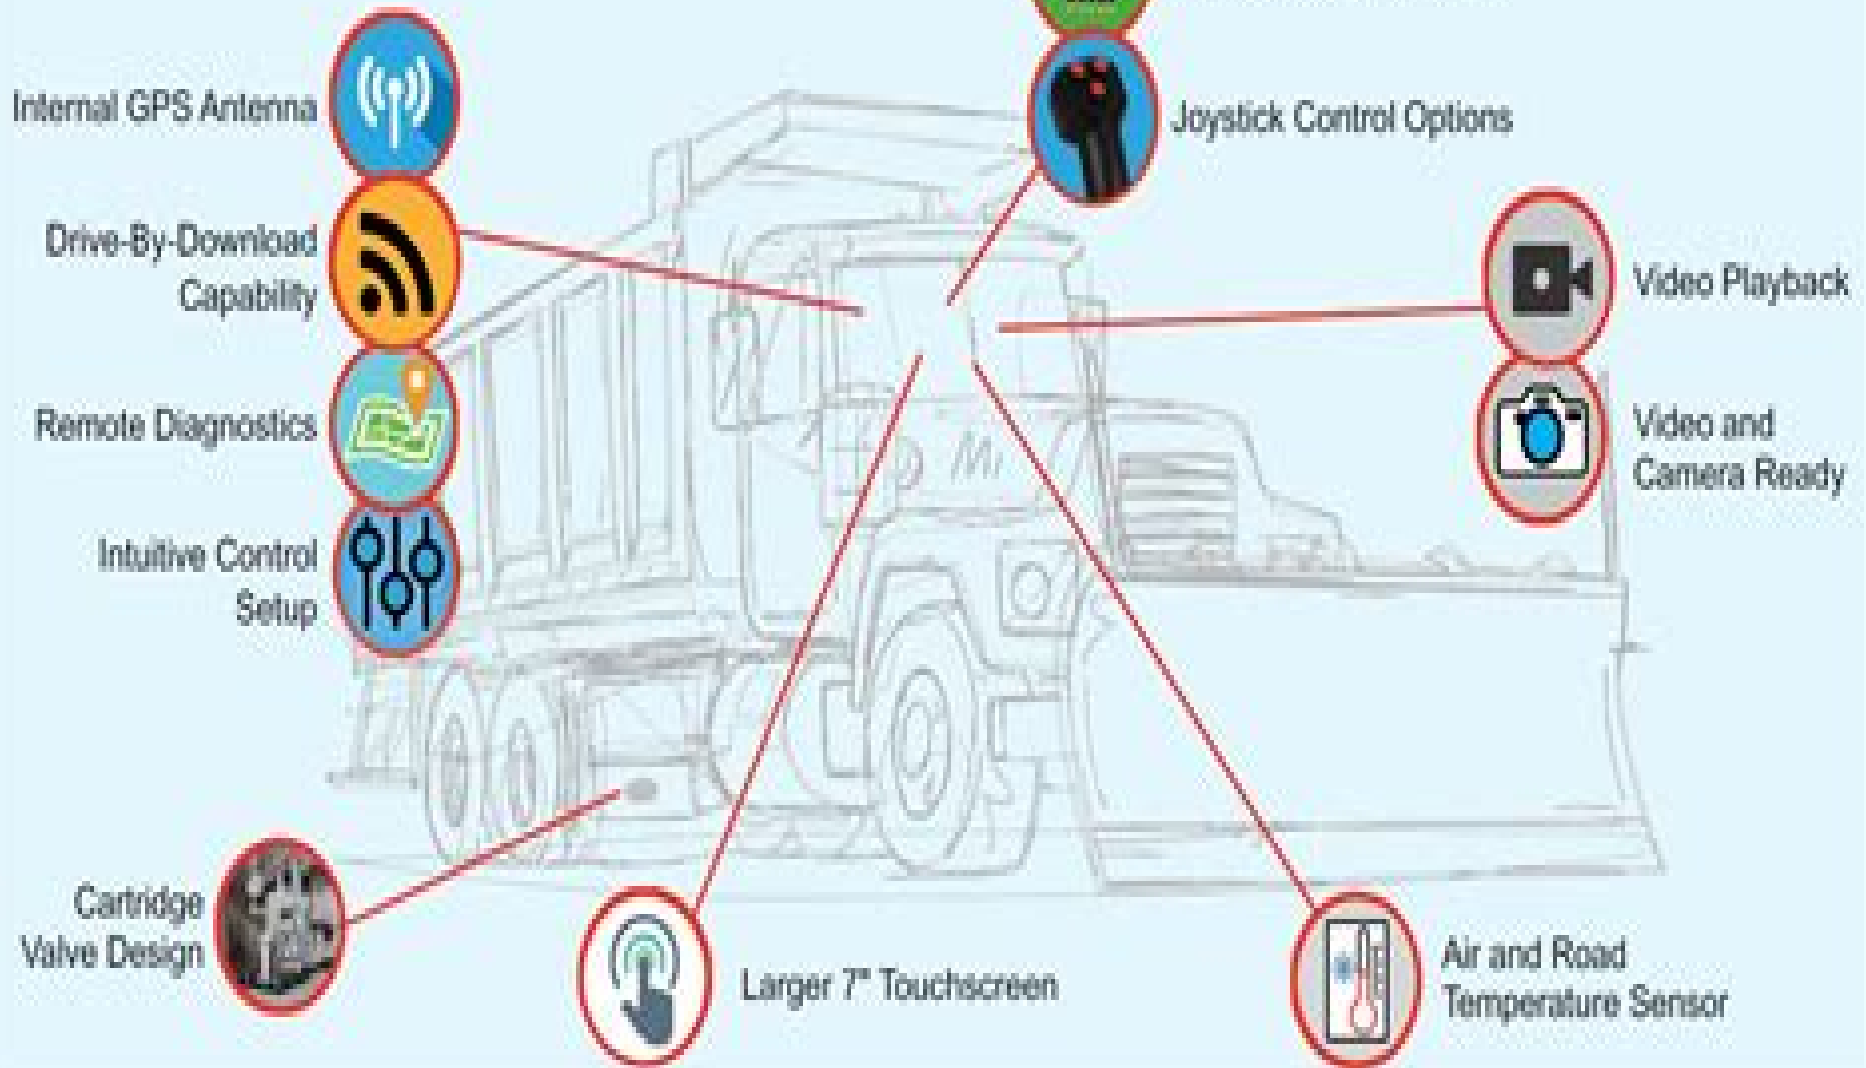 Internal GPS Antenna
Joystick Control Options
Drive-By-Download
Capability
Video Playback
Remote Diagnostics
Video and
Camera Ready
Intuitive Control
Setup
Cartridge
Valve Design
Larger 7" Touchscreen
Air and Road
Temperature Sensor